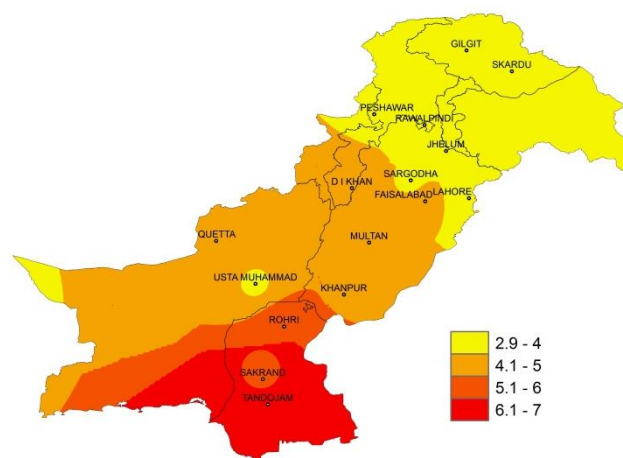 GILGIT
SKARDU
PESHAWAR
RAWALPINDI
JHELUM
SARGODHA
D I KHAN
FAISALABAD
LAHORE
QUETTA
MULTAN
USTA MUHAMMAD
KHANPUR
ROHRI
SAKRAND
TANDOJAM
2.9 - 4
4.1 - 5
5.1 - 6
6.1 - 7